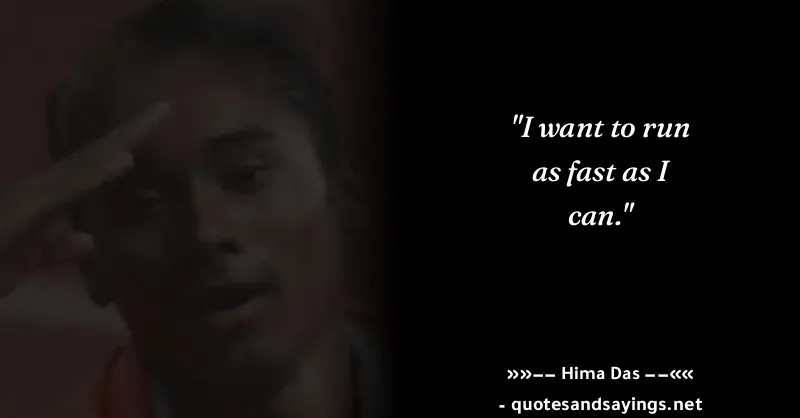 "I want to run
as fast as I
can."
»»−− Hima Das −−««
- quotesandsayings.net